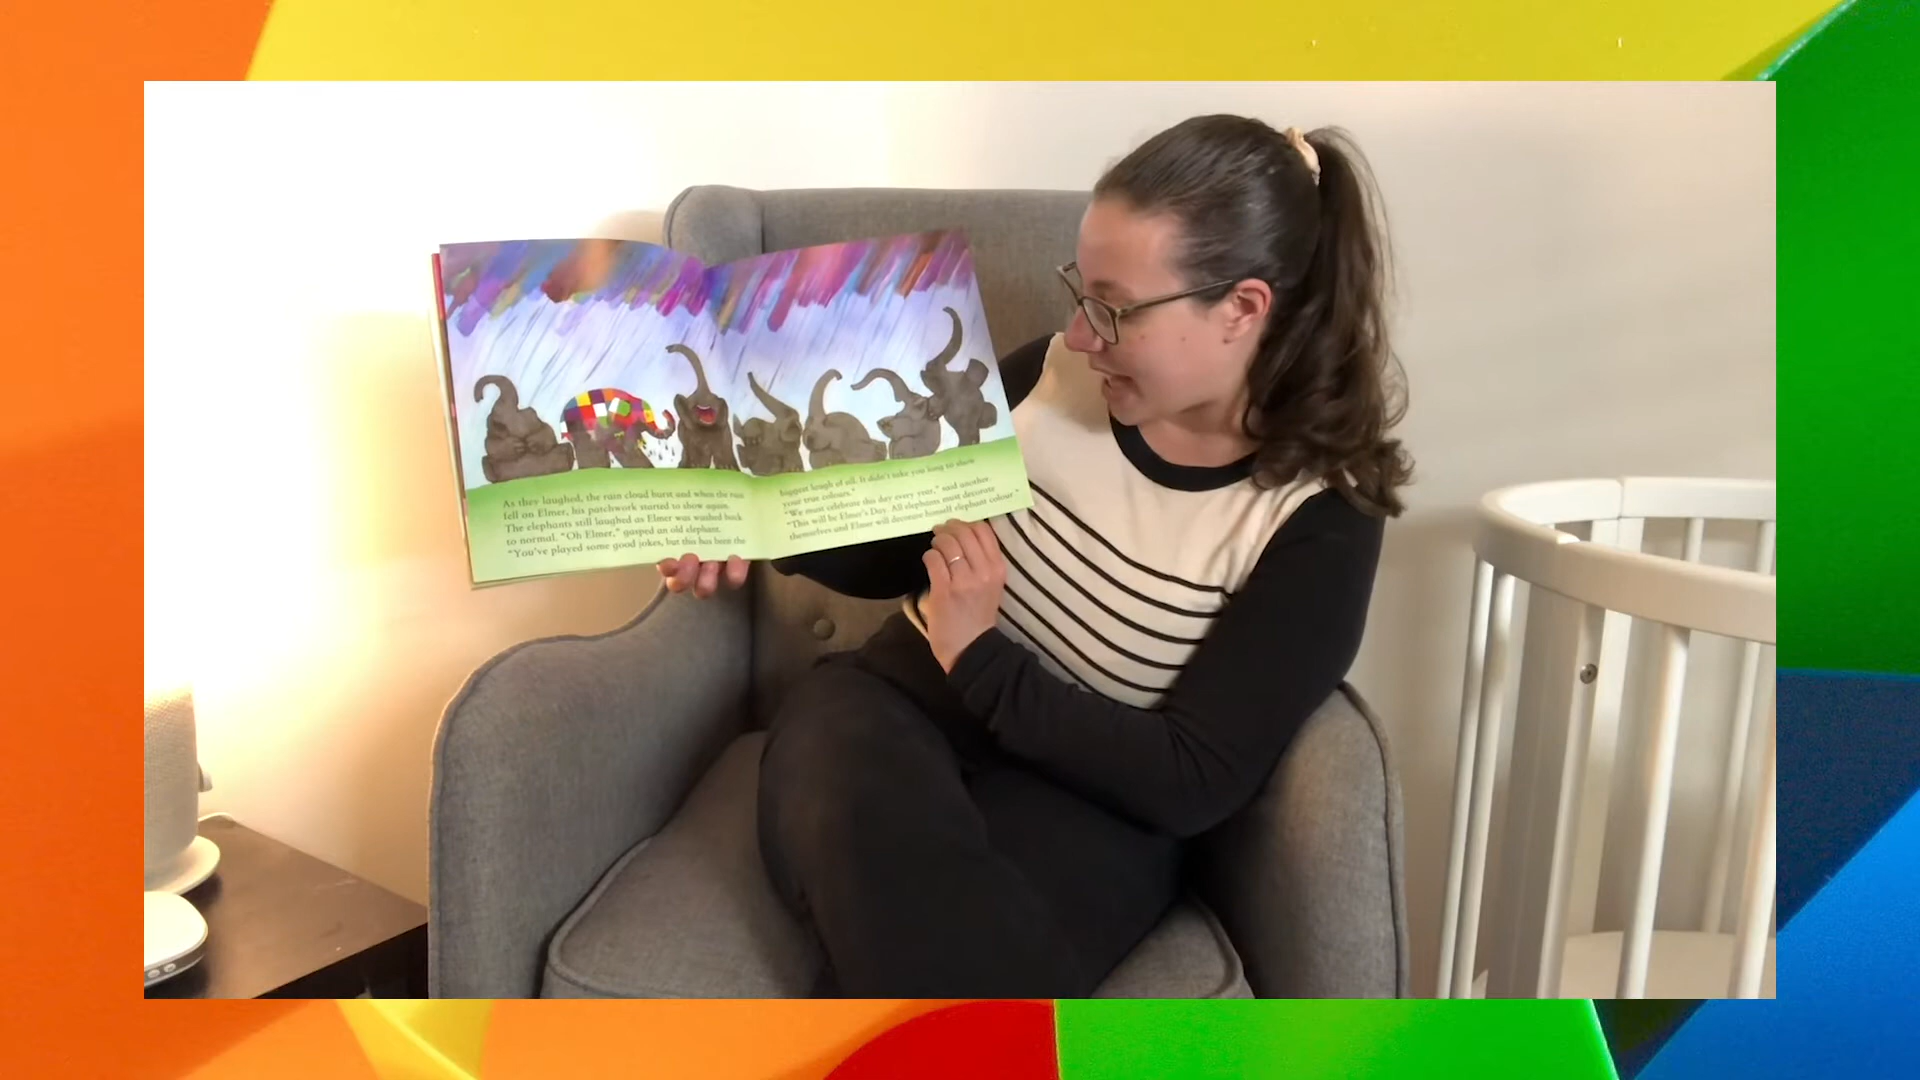 As they laughed, the rain cloud burst and when the rain
fell on Elmer, his patchwork started to show again.
The elephants still laughed as Elmer was washed back
to normal. "Oh Elmer," gasped an old elephant.
"You've played some good jokes, but this has been the
biggest laugh of all. It didn't take you long to show
your true colours."
"We must celebrate this day every year," said another.
"This will be Elmer's Day. All elephants must decorate
themselves and Elmer will decorate himself elephant colour."